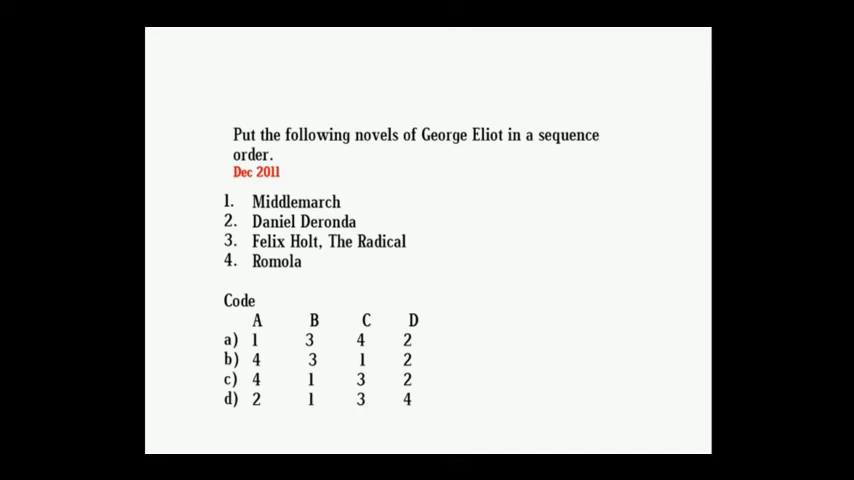 Put the following novels of George Eliot in a sequence
order.
Dec 2011
1. Middlemarch
2. Daniel Deronda
3. Felix Holt, The Radical
4. Romola
Code
A B C D
a) 1 3 4 2
b) 4 3 1 2
c) 4 1 3 2
d) 2 1 3 4